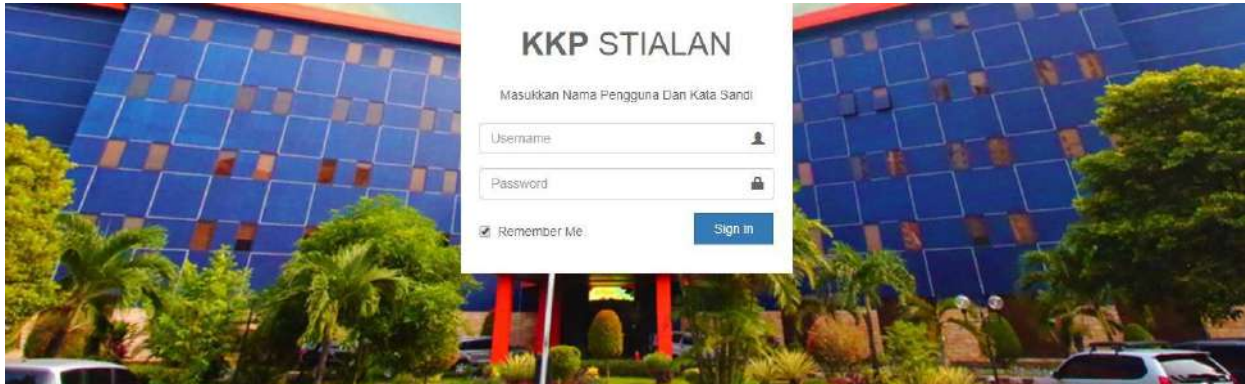 KKP STIALAN
Masukkan Nama Pengguna Dan Kata Sandi
Username
Password
Remember Me
Sign In